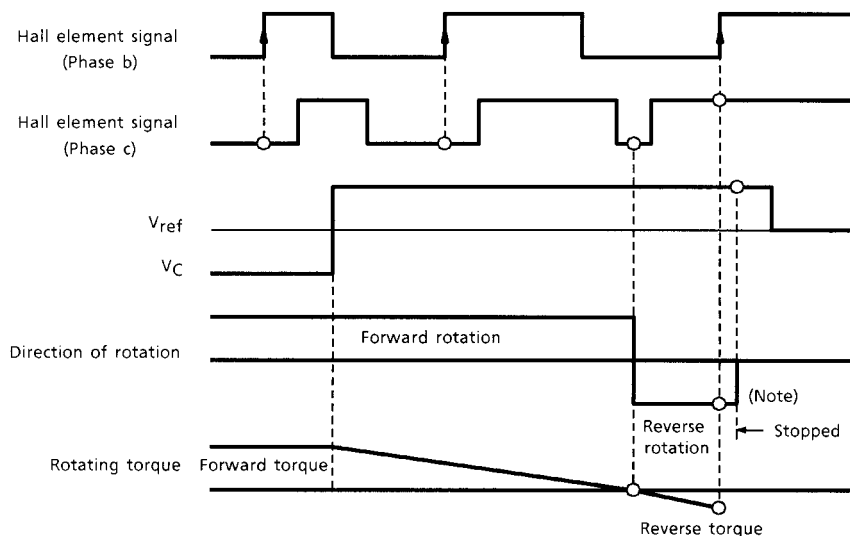 Hall element signal
(Phase b)
Hall element signal
(Phase c)
Vref
VC
Direction of rotation
Forward rotation
(Note)
Reverse
rotation
Stopped
Rotating torque
Forward torque
Reverse torque